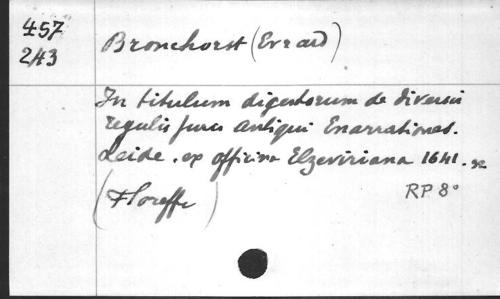 457
243
Bronchorst (Evrard)
In titulum digestorum de diversis
regulis juris antiqui Enarrationes.
Leide. ex officina Elzeviriana 1641.
RP 8°
(Floreffe)